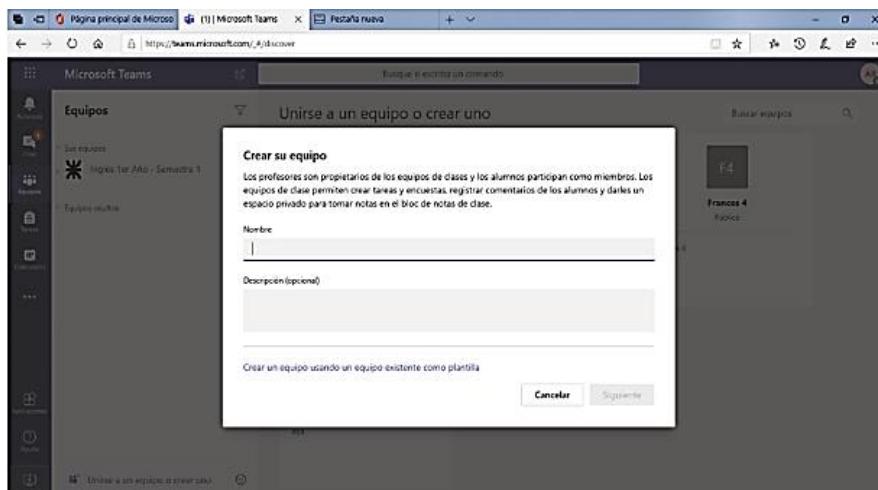 Página principal de Microso
(1) | Microsoft Teams
Pestaña nueva
https://teams.microsoft.com/_#/discover
Microsoft Teams
Busque o escriba un comando
Equipos
Unirse a un equipo o crear uno
Buscar equipos
Sus equipos
Ingles 1er Año - Semestre 1
Equipos ocultos
F4
Frances 4
Público
Crear su equipo
Los profesores son propietarios de los equipos de clases y los alumnos participan como miembros. Los
equipos de clase permiten crear tareas y encuestas, registrar comentarios de los alumnos y darles un
espacio privado para tomar notas en el bloc de notas de clase.
Nombre
Descripción (opcional)
Crear un equipo usando un equipo existente como plantilla
Cancelar
Siguiente
Unirse a un equipo o crear uno